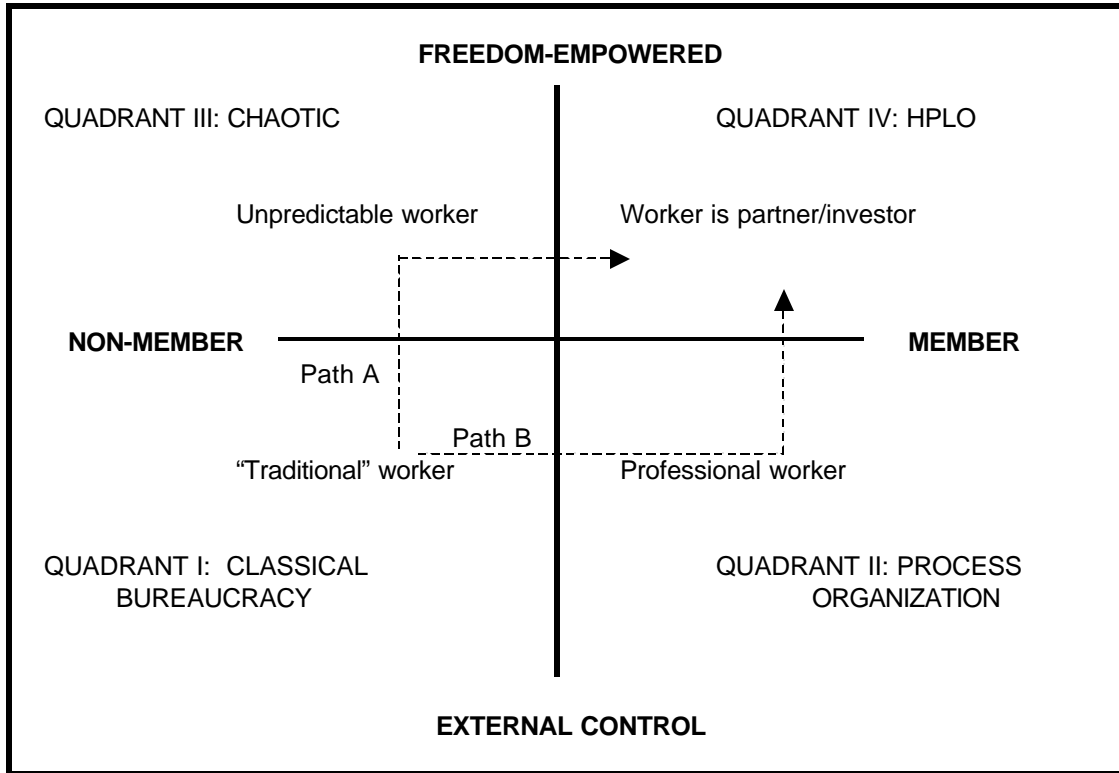 FREEDOM-EMPOWERED
QUADRANT III: CHAOTIC
QUADRANT IV: HPLO
Unpredictable worker
Worker is partner/investor
NON-MEMBER
MEMBER
Path A
Path B
“Traditional” worker
Professional worker
QUADRANT I: CLASSICAL
BUREAUCRACY
QUADRANT II: PROCESS
ORGANIZATION
EXTERNAL CONTROL